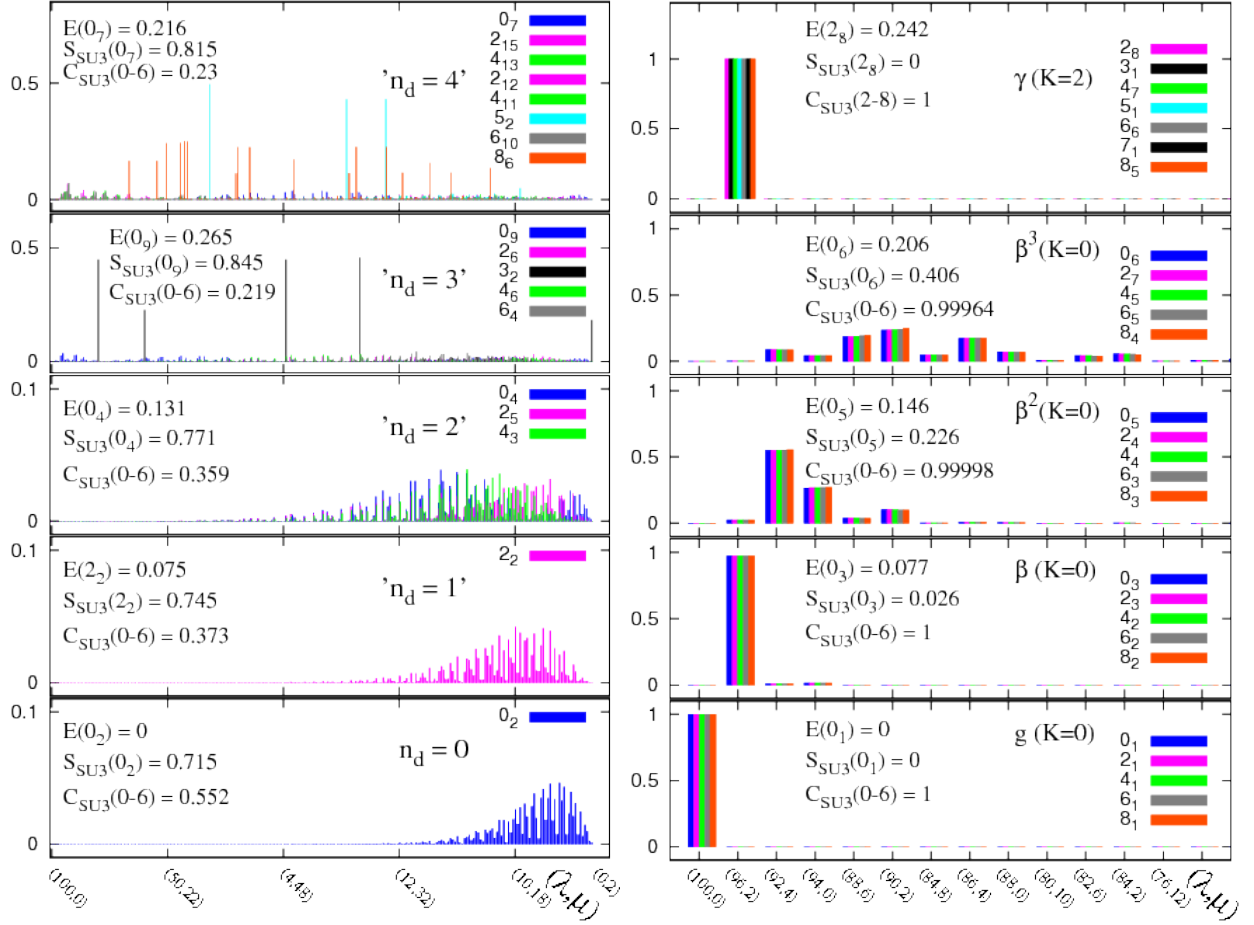 E(0₇) = 0.216
S_SU3(0₇) = 0.815
C_SU3(0-6) = 0.23
'n_d = 4'
0₇
2₁₅
4₁₃
2₁₂
4₁₁
5₂
6₁₀
8₆
0.5
0
E(0₉) = 0.265
S_SU3(0₉) = 0.845
C_SU3(0-6) = 0.219
'n_d = 3'
0₉
2₆
3₂
4₆
6₄
0.5
0
E(0₄) = 0.131
S_SU3(0₄) = 0.771
C_SU3(0-6) = 0.359
'n_d = 2'
0₄
2₅
4₃
0.1
0
E(2₂) = 0.075
S_SU3(2₂) = 0.745
C_SU3(0-6) = 0.373
'n_d = 1'
2₂
0.1
0
E(0₂) = 0
S_SU3(0₂) = 0.715
C_SU3(0-6) = 0.552
n_d = 0
0₂
0.1
0
(100,0) (50,22) (4,48) (12,32) (10,18) (λ,μ) (0,2)
E(2₈) = 0.242
S_SU3(2₈) = 0
C_SU3(2-8) = 1
γ (K=2)
2₈
3₁
4₇
5₁
6₆
7₁
8₅
1
0.5
0
E(0₆) = 0.206
S_SU3(0₆) = 0.406
C_SU3(0-6) = 0.99964
β³(K=0)
0₆
2₇
4₅
6₅
8₄
1
0.5
0
E(0₅) = 0.146
S_SU3(0₅) = 0.226
C_SU3(0-6) = 0.99998
β²(K=0)
0₅
2₄
4₄
6₃
8₃
1
0.5
0
E(0₃) = 0.077
S_SU3(0₃) = 0.026
C_SU3(0-6) = 1
β (K=0)
0₃
2₃
4₂
6₂
8₂
1
0.5
0
E(0₁) = 0
S_SU3(0₁) = 0
C_SU3(0-6) = 1
g (K=0)
0₁
2₁
4₁
6₁
8₁
1
0.5
0
(100,0) (96,2) (92,4) (94,0) (88,6) (90,2) (84,8) (86,4) (88,0) (80,10) (82,6) (84,2) (76,12) (λ,μ)